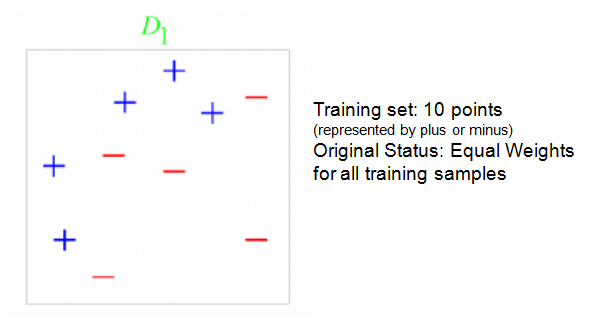 D1
Training set: 10 points
(represented by plus or minus)
Original Status: Equal Weights
for all training samples